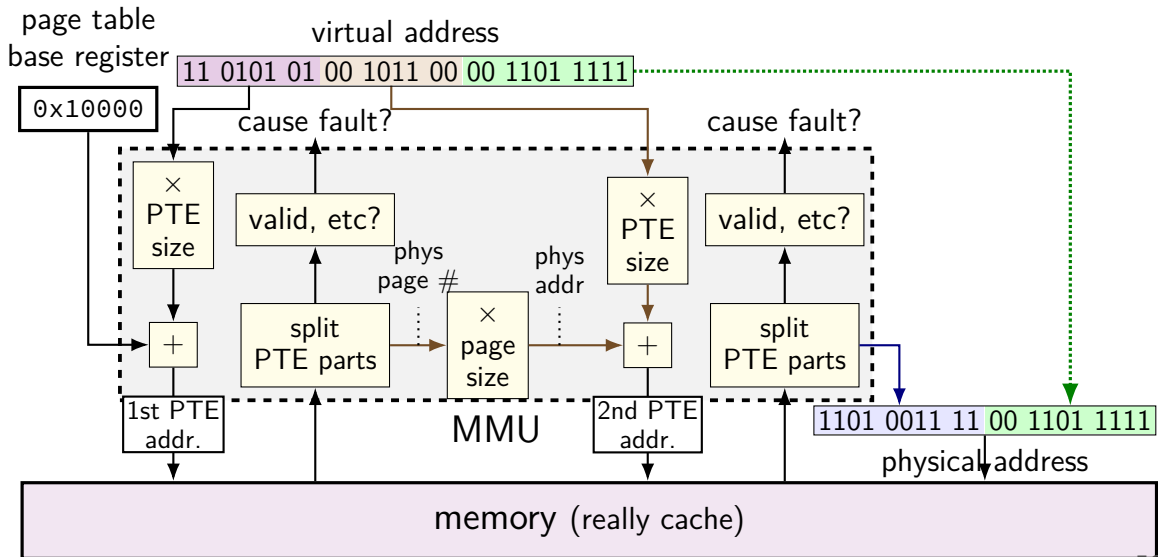 page table
base register
virtual address
11 0101 01 00 1011 00 00 1101 1111
0x10000
cause fault?
cause fault?
×
PTE
size
valid, etc?
×
PTE
size
valid, etc?
phys
page #
phys
addr
+
split
PTE parts
×
page
size
+
split
PTE parts
1st PTE
addr.
MMU
2nd PTE
addr.
1101 0011 11 00 1101 1111
physical address
memory (really cache)